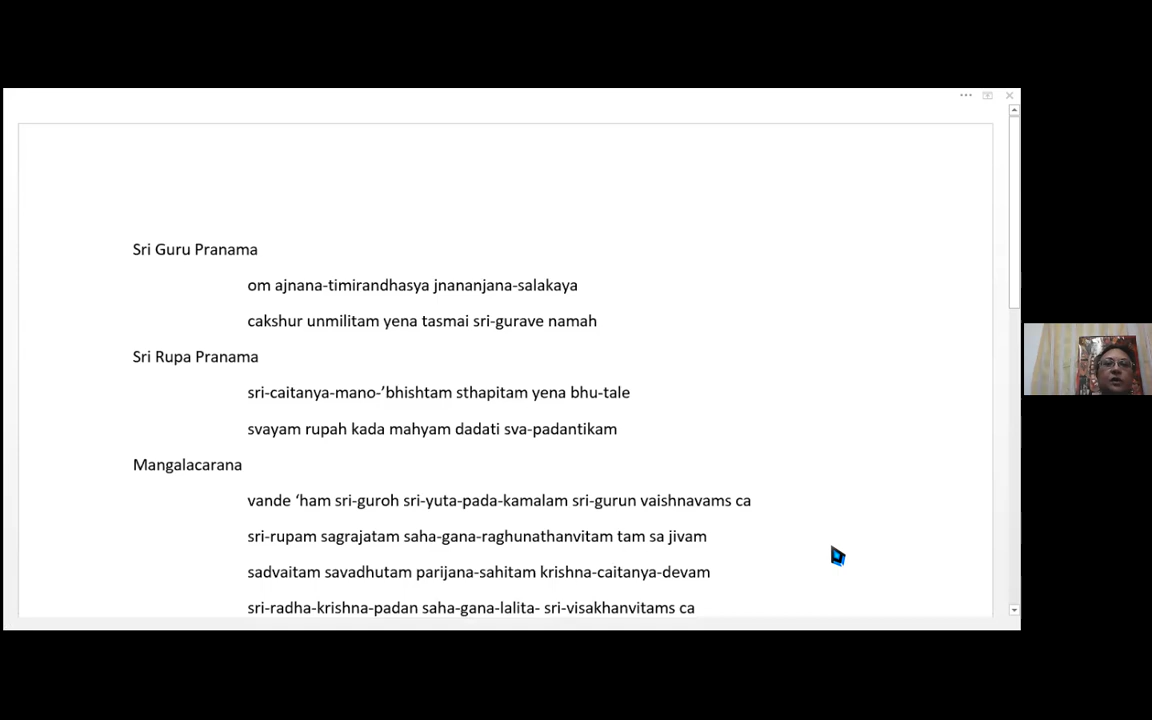 Sri Guru Pranama
om ajnana-timirandhasya jnananjana-salakaya
cakshur unmilitam yena tasmai sri-gurave namah
Sri Rupa Pranama
sri-caitanya-mano-’bhishtam sthapitam yena bhu-tale
svayam rupah kada mahyam dadati sva-padantikam
Mangalacarana
vande ‘ham sri-guroh sri-yuta-pada-kamalam sri-gurun vaishnavams ca
sri-rupam sagrajatam saha-gana-raghunathanvitam tam sa jivam
sadvaitam savadhutam parijana-sahitam krishna-caitanya-devam
sri-radha-krishna-padan saha-gana-lalita- sri-visakhanvitams ca